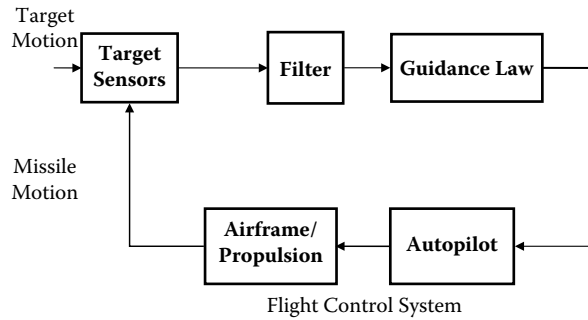 Target
Motion
Target
Sensors
Filter
Guidance Law
Missile
Motion
Airframe/
Propulsion
Autopilot
Flight Control System